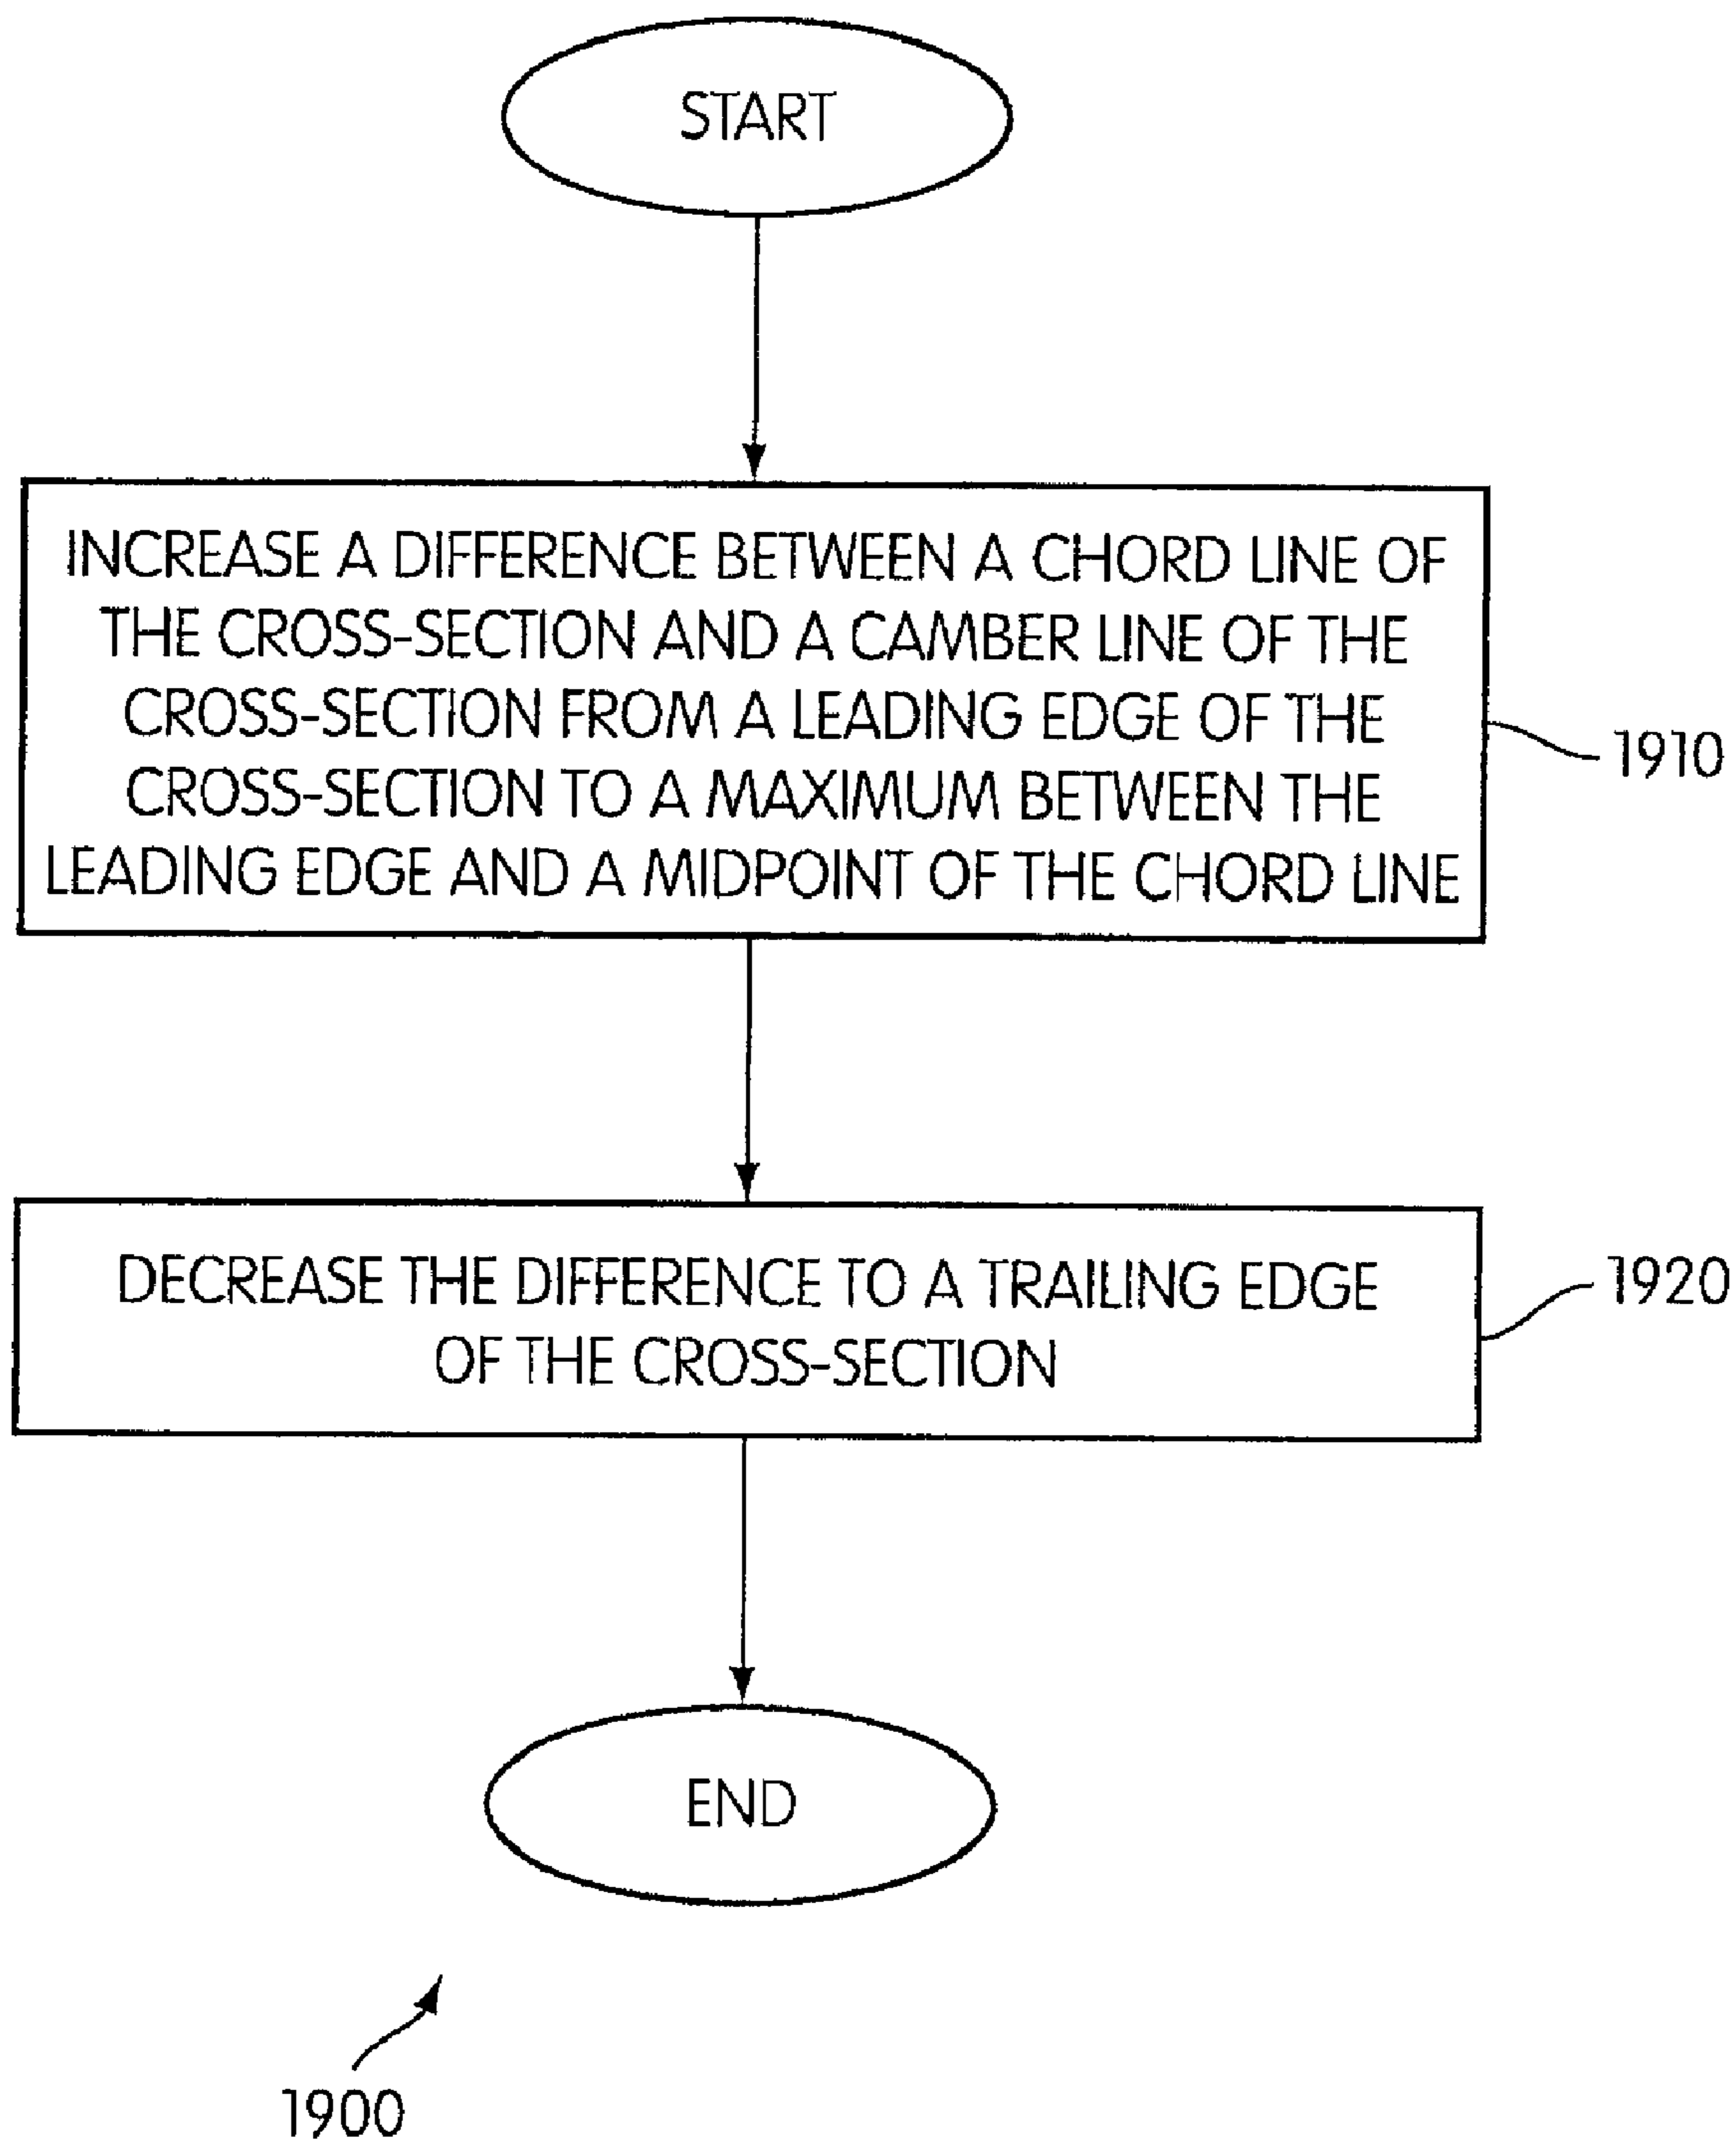 START
INCREASE A DIFFERENCE BETWEEN A CHORD LINE OF
THE CROSS-SECTION AND A CAMBER LINE OF THE
CROSS-SECTION FROM A LEADING EDGE OF THE
CROSS-SECTION TO A MAXIMUM BETWEEN THE
LEADING EDGE AND A MIDPOINT OF THE CHORD LINE
1910
DECREASE THE DIFFERENCE TO A TRAILING EDGE
OF THE CROSS-SECTION
1920
END
1900